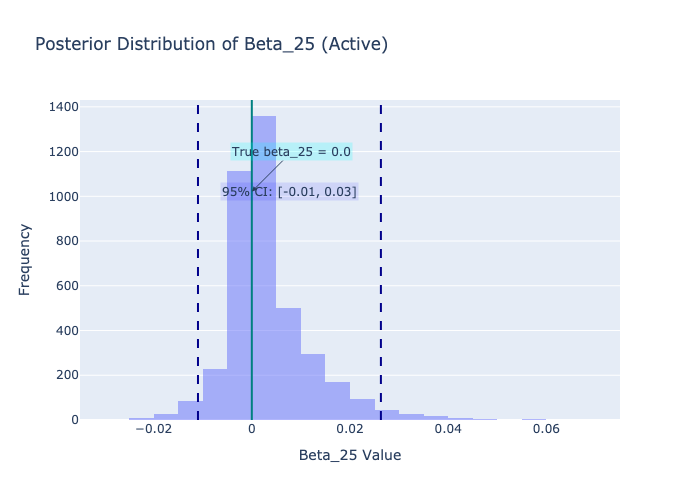 Posterior Distribution of Beta_25 (Active)
1400
1200
1000
800
600
400
200
0
Frequency
True beta_25 = 0.0
95% CI: [-0.01, 0.03]
−0.02
0
0.02
0.04
0.06
Beta_25 Value